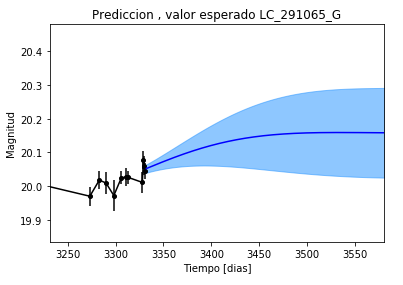 Prediccion , valor esperado LC_291065_G
Magnitud
20.4
20.3
20.2
20.1
20.0
19.9
3250 3300 3350 3400 3450 3500 3550
Tiempo [dias]